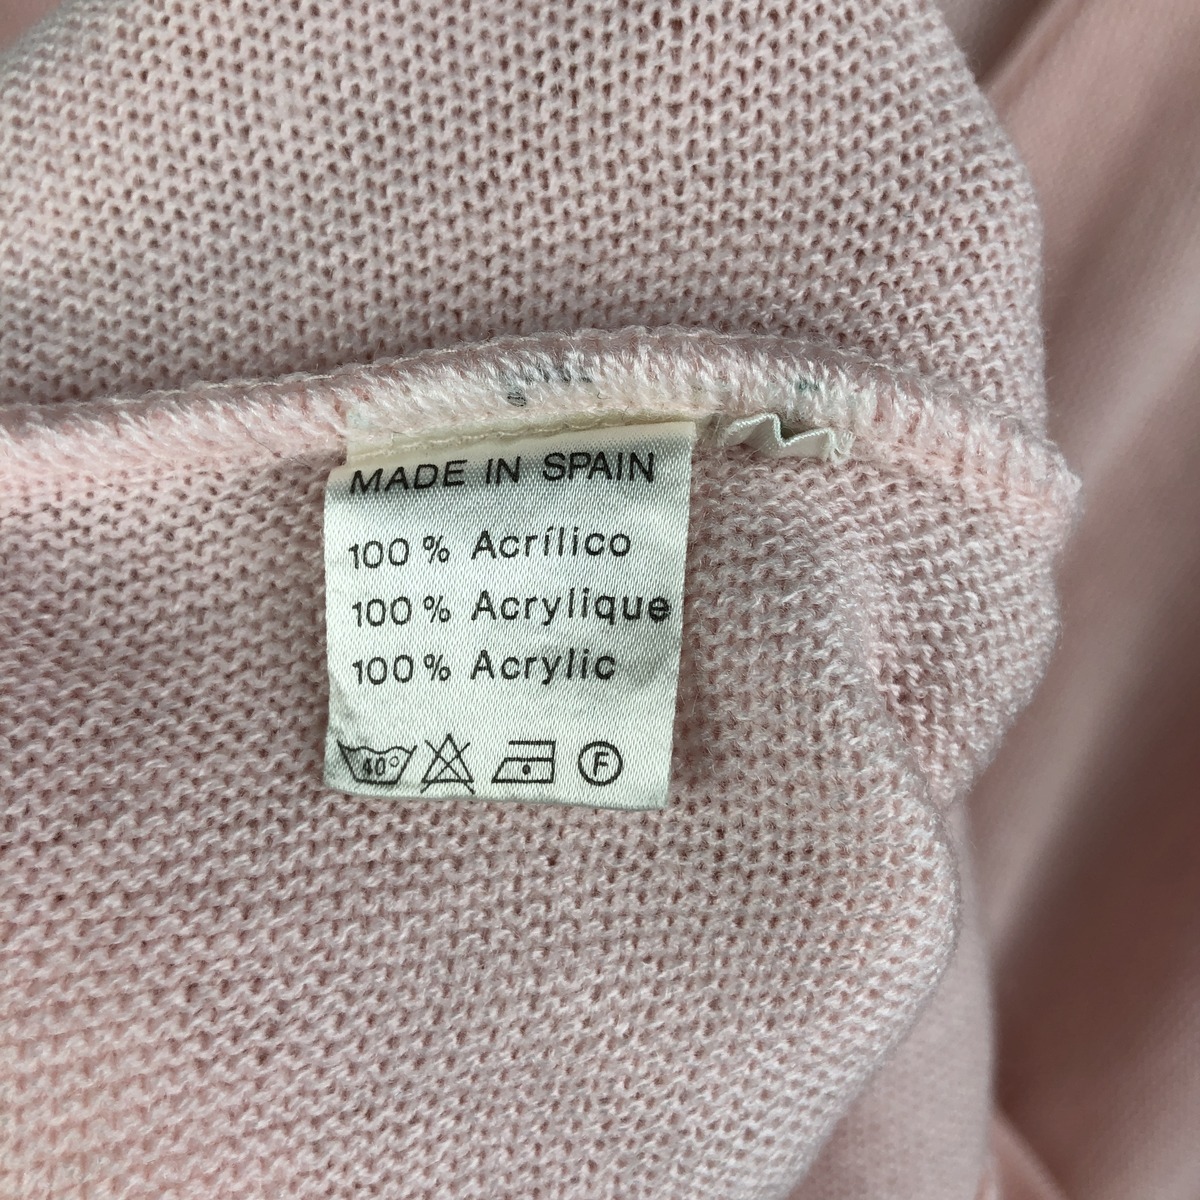 MADE IN SPAIN
100% Acrílico
100% Acrylique
100% Acrylic
40° F